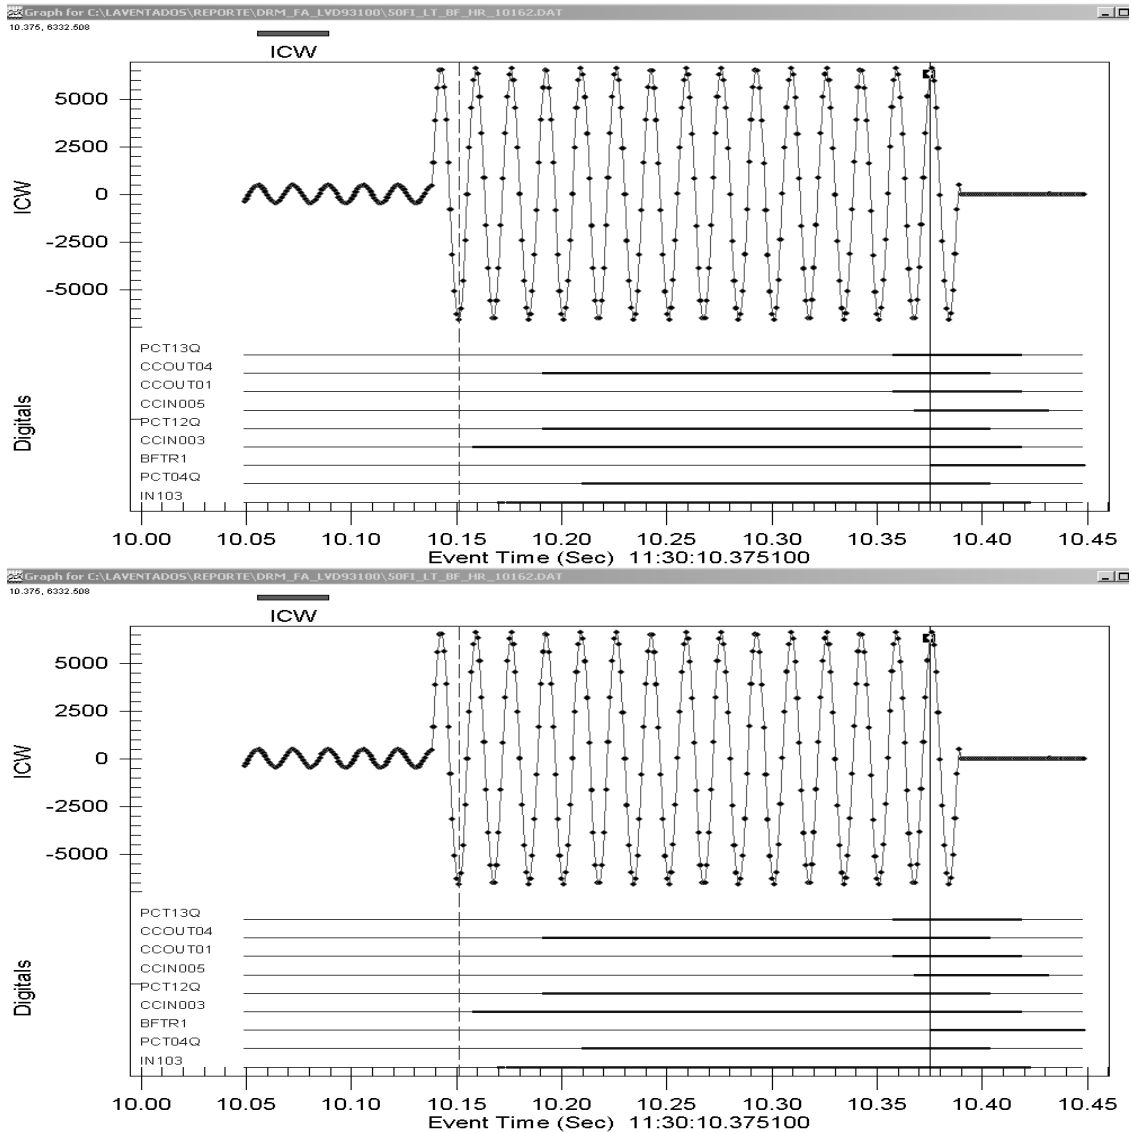 Graph for C:\LAVENTADOS\REPORTE\DRM_FA_LVD93100\50FI_LT_BF_HR_10162.DAT
10.375, 6332.508
ICW
5000
2500
0
-2500
-5000
ICW
PCT13Q
CCOUT04
CCOUT01
CCIN005
PCT12Q
CCIN003
BFTR1
PCT04Q
IN103
Digitals
10.00 10.05 10.10 10.15 10.20 10.25 10.30 10.35 10.40 10.45
Event Time (Sec) 11:30:10.375100
Graph for C:\LAVENTADOS\REPORTE\DRM_FA_LVD93100\50FI_LT_BF_HR_10162.DAT
10.375, 6332.508
ICW
5000
2500
0
-2500
-5000
ICW
PCT13Q
CCOUT04
CCOUT01
CCIN005
PCT12Q
CCIN003
BFTR1
PCT04Q
IN103
Digitals
10.00 10.05 10.10 10.15 10.20 10.25 10.30 10.35 10.40 10.45
Event Time (Sec) 11:30:10.375100